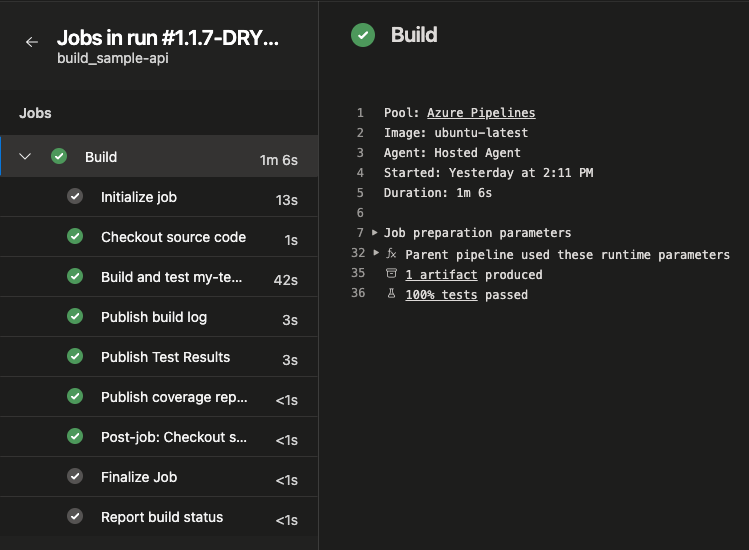 Jobs in run #1.1.7-DRY...
build_sample-api
Jobs
Build 1m 6s
Initialize job 13s
Checkout source code 1s
Build and test my-te... 42s
Publish build log 3s
Publish Test Results 3s
Publish coverage rep... <1s
Post-job: Checkout s... <1s
Finalize Job <1s
Report build status <1s
Build
1 Pool: Azure Pipelines
2 Image: ubuntu-latest
3 Agent: Hosted Agent
4 Started: Yesterday at 2:11 PM
5 Duration: 1m 6s
6
7 Job preparation parameters
32 fx Parent pipeline used these runtime parameters
35 1 artifact produced
36 100% tests passed